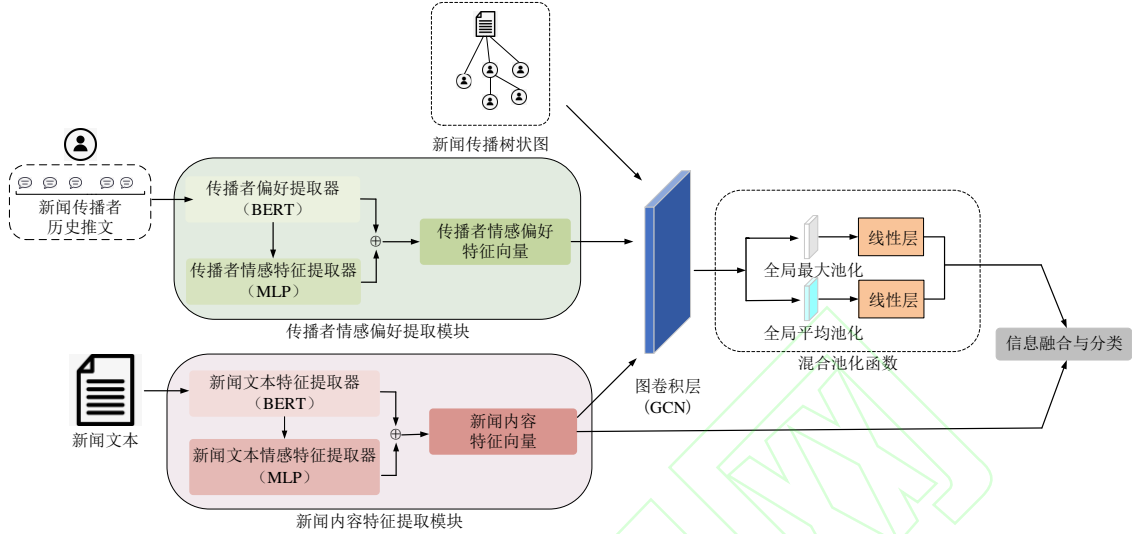 新闻传播树状图
新闻传播者
历史推文
传播者偏好提取器
（BERT）
传播者情感特征提取器
（MLP）
⊕
传播者情感偏好
特征向量
传播者情感偏好提取模块
新闻文本
新闻文本特征提取器
（BERT）
新闻文本情感特征提取器
（MLP）
⊕
新闻内容
特征向量
新闻内容特征提取模块
图卷积层
（GCN）
全局最大池化
线性层
全局平均池化
线性层
混合池化函数
信息融合与分类